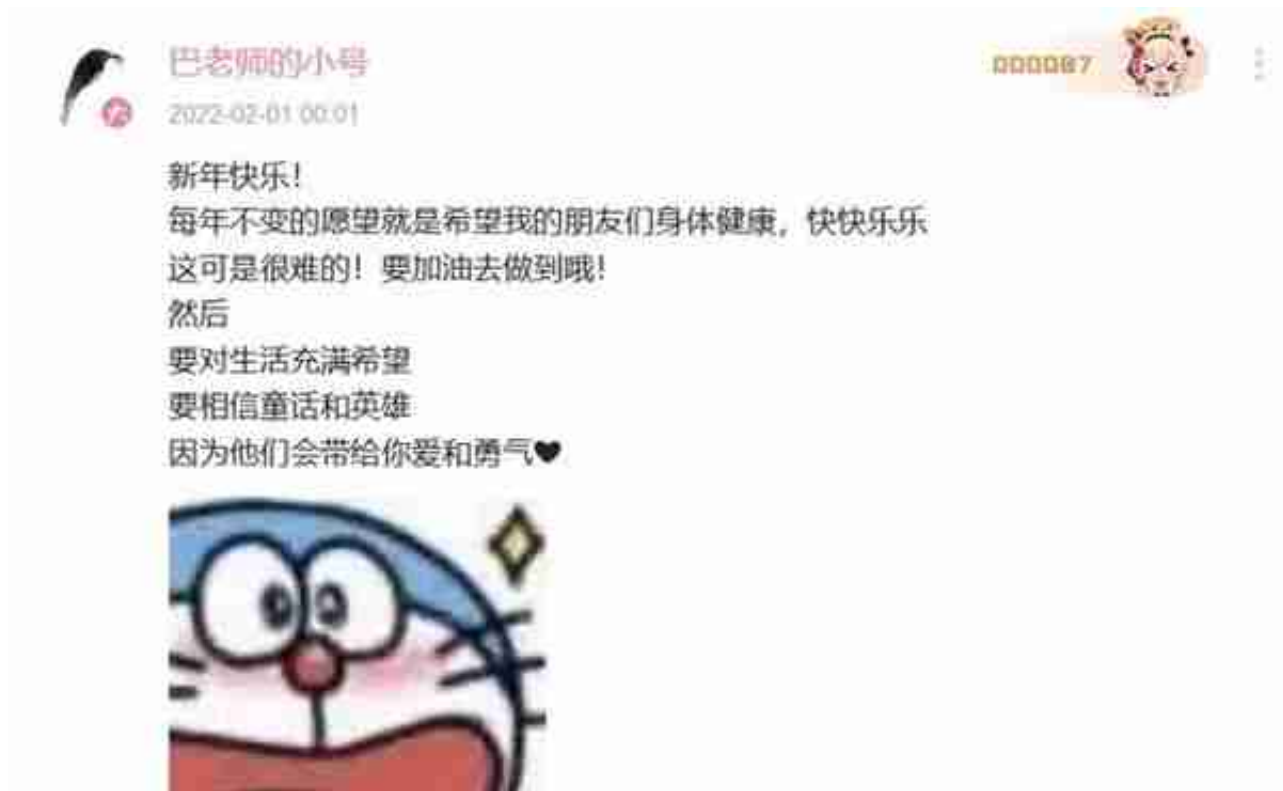 巴老师的小号
000087
2022-02-01 00:01
新年快乐！
每年不变的愿望就是希望我的朋友们身体健康，快快乐乐
这可是很难的！要加油去做到哦！
然后
要对生活充满希望
要相信童话和英雄
因为他们会带给你爱和勇气♥